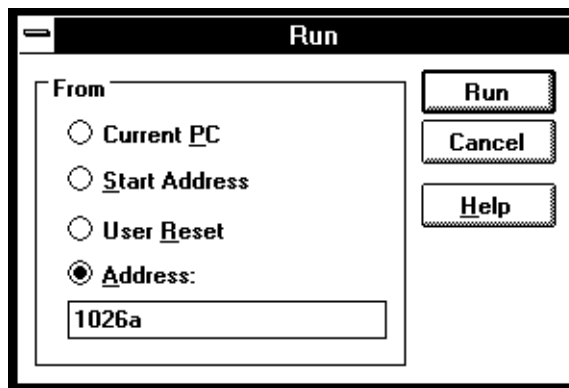 Run
From
Current PC
Start Address
User Reset
Address:
1026a
Run
Cancel
Help